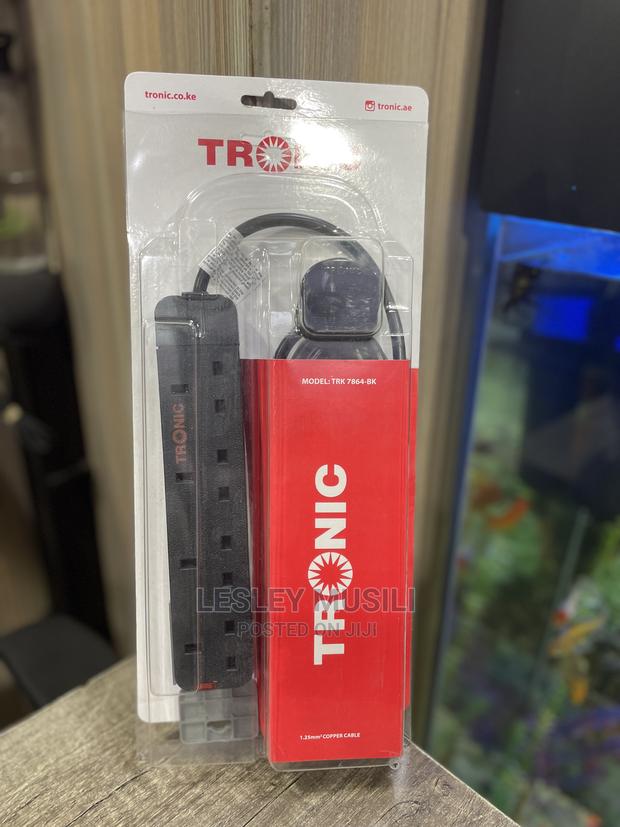 tronic.co.ke
tronic.ae
TRONIC
MODEL: TRK 7864-BK
TRONIC
TRONIC
LESLEY MUSILI
POSTED ON JIJI
1.25mm² COPPER CABLE